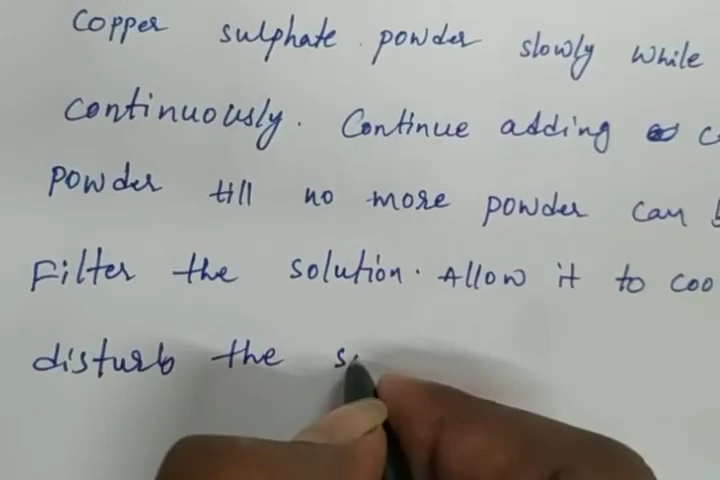 Copper sulphate powder slowly while
continuously. Continue adding
powder till no more powder can
Filter the solution. Allow it to
disturb the